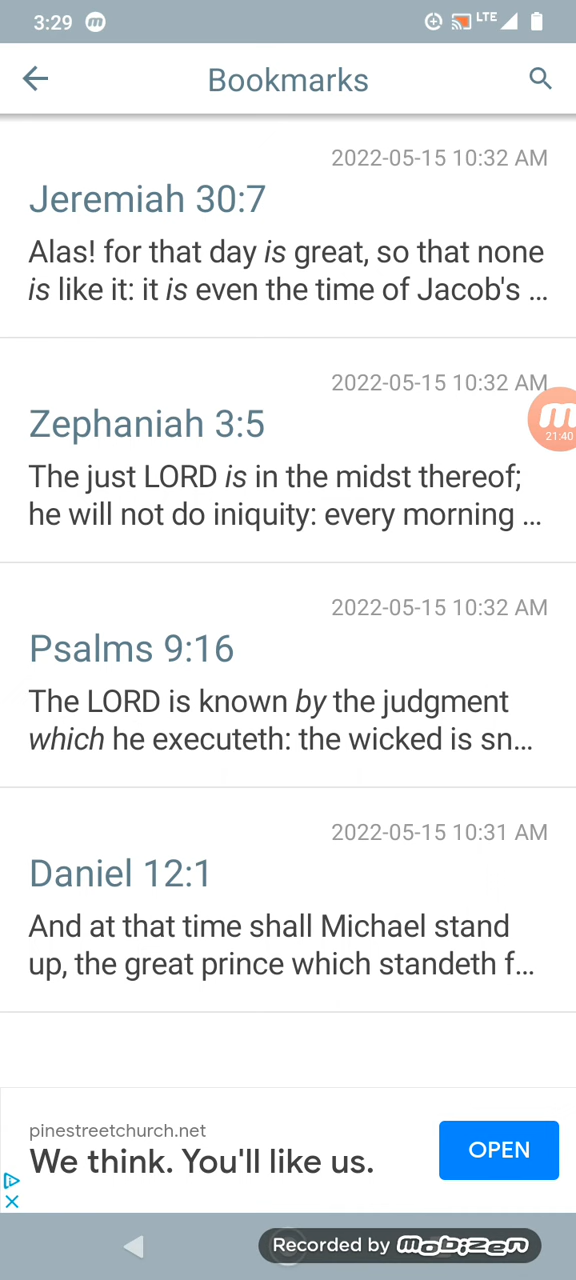 3:29 m LTE
Bookmarks
2022-05-15 10:32 AM
Jeremiah 30:7
Alas! for that day is great, so that none
is like it: it is even the time of Jacob's ...
2022-05-15 10:32 AM
Zephaniah 3:5
m
21:40
The just LORD is in the midst thereof;
he will not do iniquity: every morning ...
2022-05-15 10:32 AM
Psalms 9:16
The LORD is known by the judgment
which he executeth: the wicked is sn...
2022-05-15 10:31 AM
Daniel 12:1
And at that time shall Michael stand
up, the great prince which standeth f...
pinestreetchurch.net
We think. You'll like us.
OPEN
Recorded by mobizen